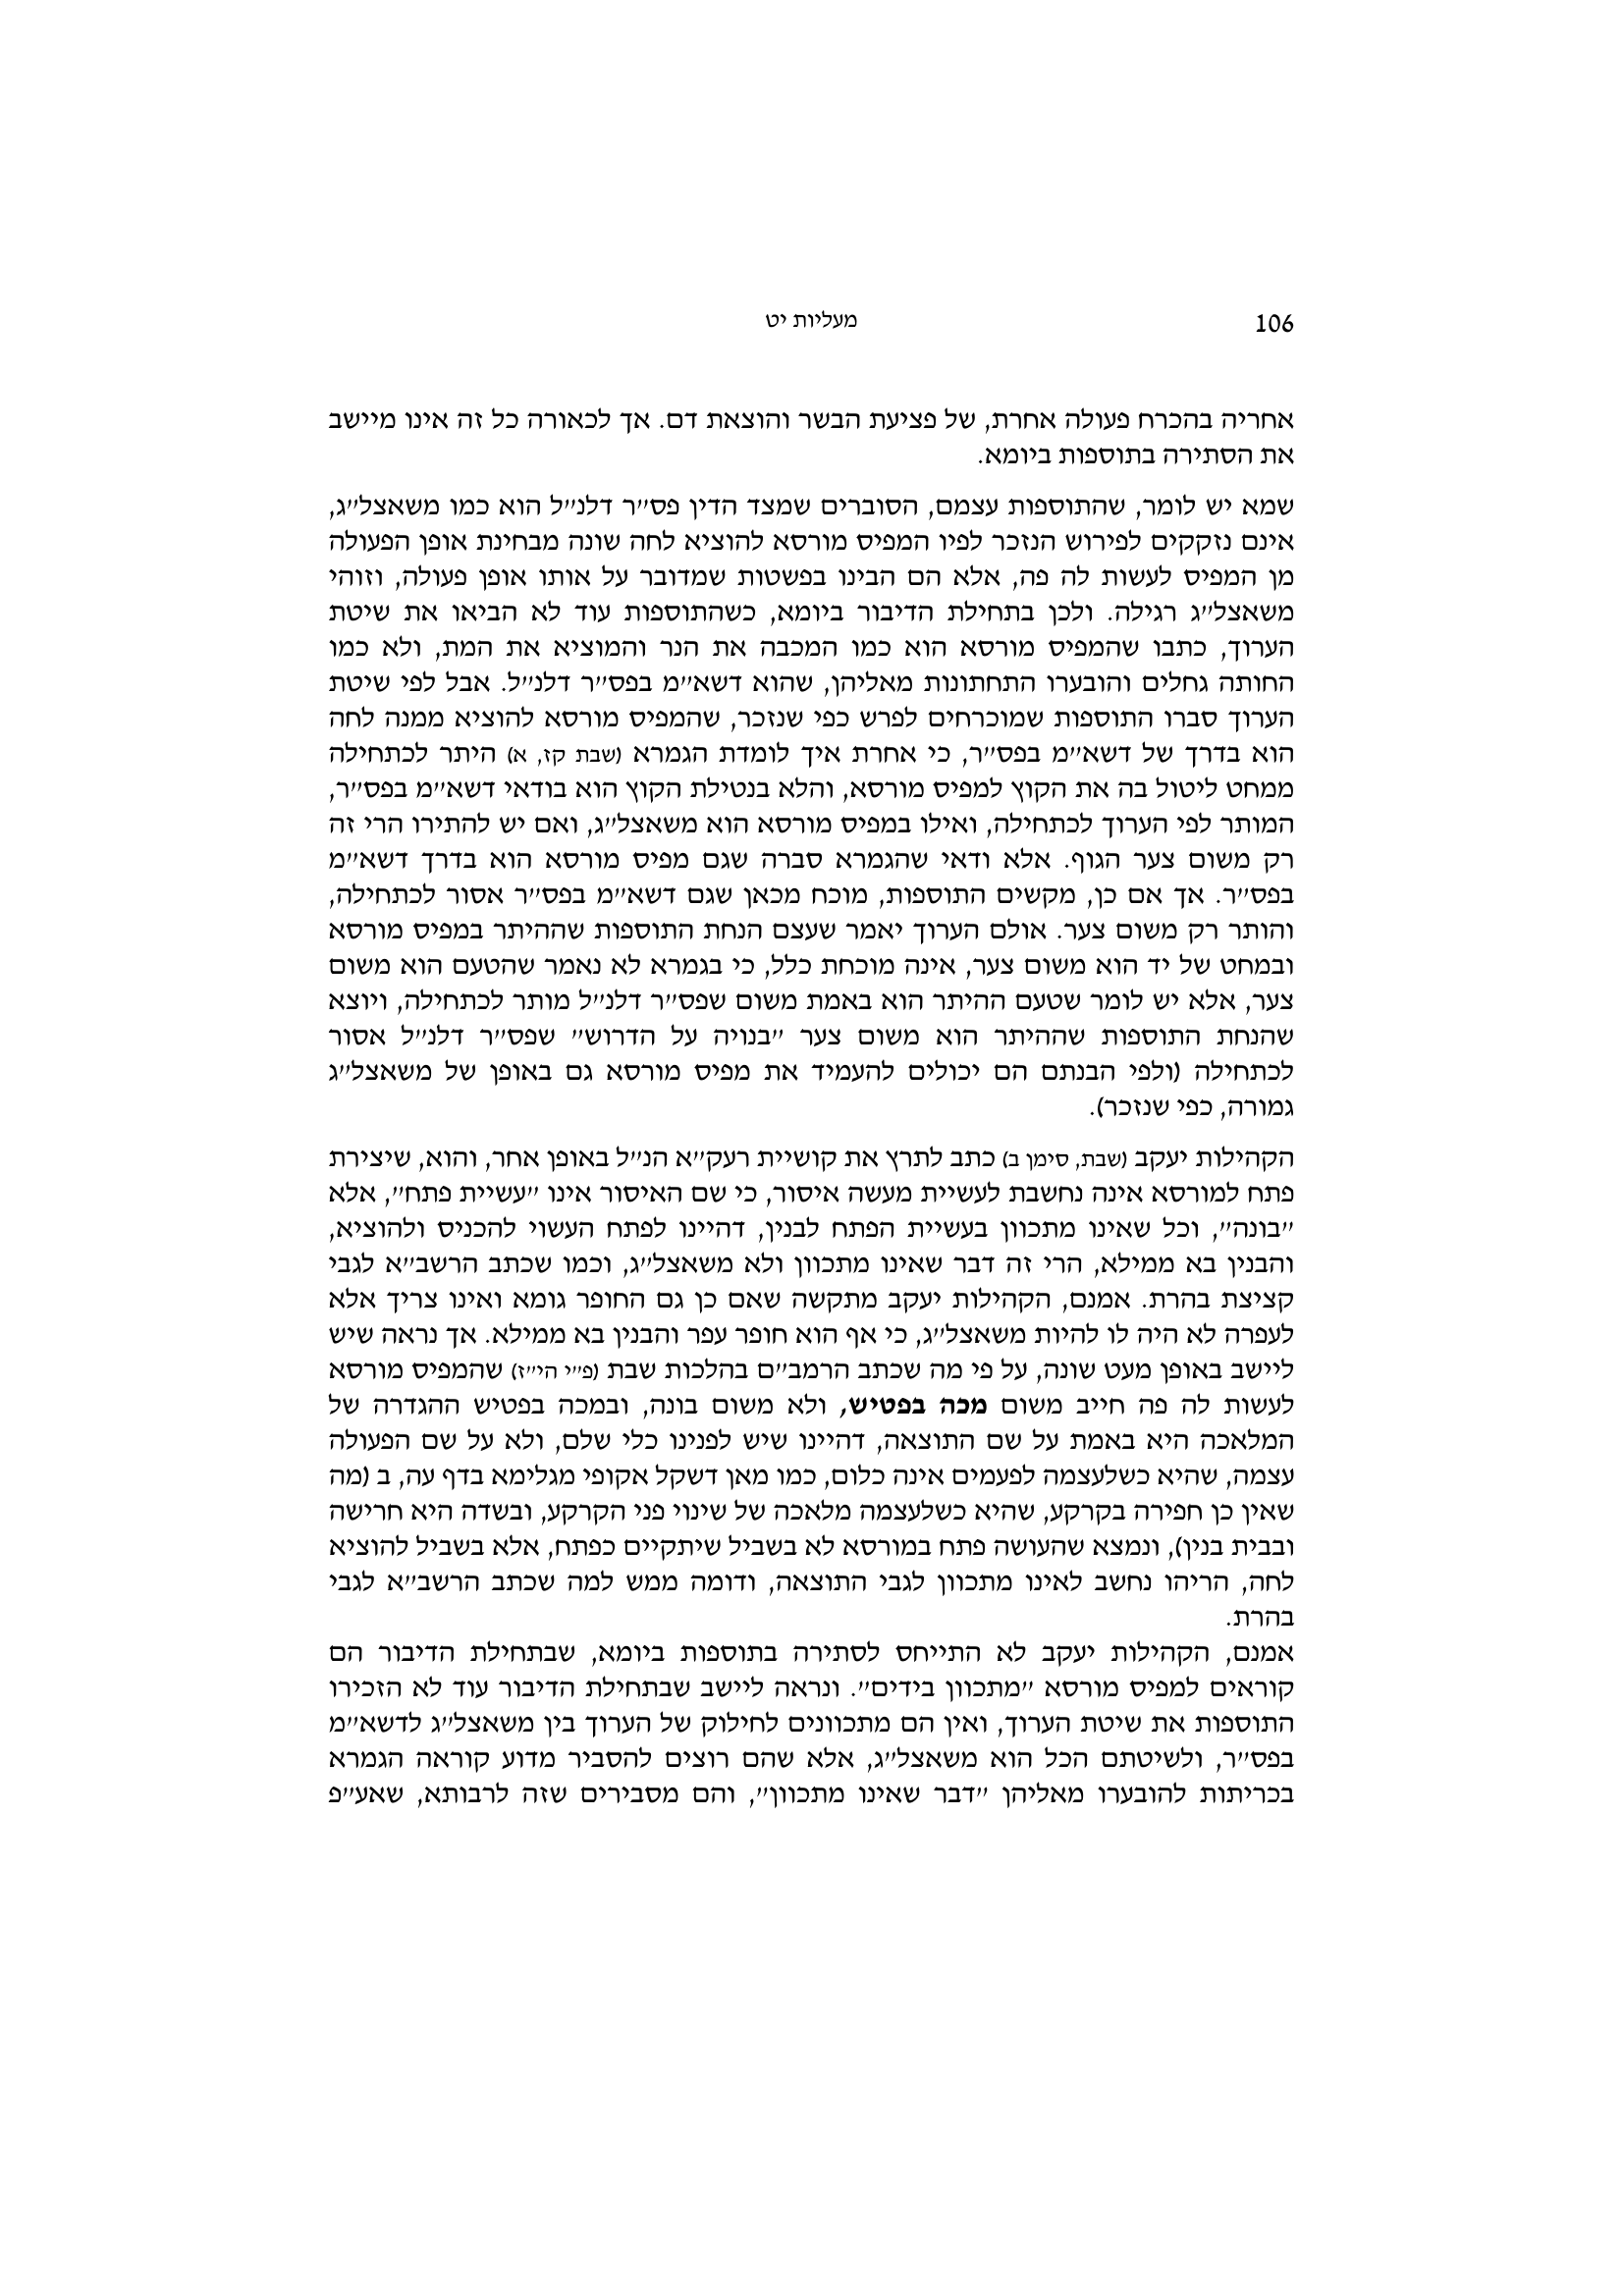 106
מעליות יט
אחריה בהכרח פעולה אחרת, של פציעת הבשר והוצאת דם. אך לכאורה כל זה אינו מיישב
את הסתירה בתוספות ביומא.
שמא יש לומר, שהתוספות עצמם, הסוברים שמצד הדין פס״ר דלנ״ל הוא כמו משאצל״ג,
אינם נזקקים לפירוש הנזכר לפיו המפיס מורסא להוציא לחה שונה מבחינת אופן הפעולה
מן המפיס לעשות לה פה, אלא הם הבינו בפשטות שמדובר על אותו אופן פעולה, וזוהי
משאצל״ג רגילה. ולכן בתחילת הדיבור ביומא, כשהתוספות עוד לא הביאו את שיטת
הערוך, כתבו שהמפיס מורסא הוא כמו המכבה את הנר והמוציא את המת, ולא כמו
החותה גחלים והובערו התחתונות מאליהן, שהוא דשא״מ בפס״ר דלנ״ל. אבל לפי שיטת
הערוך סברו התוספות שמוכרחים לפרש כפי שנזכר, שהמפיס מורסא להוציא ממנה לחה
הוא בדרך של דשא״מ בפס״ר, כי אחרת איך לומדת הגמרא (שבת קז, א) היתר לכתחילה
ממחט ליטול בה את הקוץ למפיס מורסא, והלא בנטילת הקוץ הוא בודאי דשא״מ בפס״ר,
המותר לפי הערוך לכתחילה, ואילו במפיס מורסא הוא משאצל״ג, ואם יש להתירו הרי זה
רק משום צער הגוף. אלא ודאי שהגמרא סברה שגם מפיס מורסא הוא בדרך דשא״מ
בפס״ר. אך אם כן, מקשים התוספות, מוכח מכאן שגם דשא״מ בפס״ר אסור לכתחילה,
והותר רק משום צער. אולם הערוך יאמר שעצם הנחת התוספות שההיתר במפיס מורסא
ובמחט של יד הוא משום צער, אינה מוכחת כלל, כי בגמרא לא נאמר שהטעם הוא משום
צער, אלא יש לומר שטעם ההיתר הוא באמת משום שפס״ר דלנ״ל מותר לכתחילה, ויוצא
שהנחת התוספות שההיתר הוא משום צער ״בנויה על הדרוש״ שפס״ר דלנ״ל אסור
לכתחילה (ולפי הבנתם הם יכולים להעמיד את מפיס מורסא גם באופן של משאצל״ג
גמורה, כפי שנזכר).
הקהילות יעקב (שבת, סימן ב) כתב לתרץ את קושיית רעק״א הנ״ל באופן אחר, והוא, שיצירת
פתח למורסא אינה נחשבת לעשיית מעשה איסור, כי שם האיסור אינו ״עשיית פתח״, אלא
״בונה״, וכל שאינו מתכוון בעשיית הפתח לבנין, דהיינו לפתח העשוי להכניס ולהוציא,
והבנין בא ממילא, הרי זה דבר שאינו מתכוון ולא משאצל״ג, וכמו שכתב הרשב״א לגבי
קציצת בהרת. אמנם, הקהילות יעקב מתקשה שאם כן גם החופר גומא ואינו צריך אלא
לעפרה לא היה לו להיות משאצל״ג, כי אף הוא חופר עפר והבנין בא ממילא. אך נראה שיש
ליישב באופן מעט שונה, על פי מה שכתב הרמב״ם בהלכות שבת (פ״י הי״ז) שהמפיס מורסא
לעשות לה פה חייב משום מכה בפטיש, ולא משום בונה, ובמכה בפטיש ההגדרה של
המלאכה היא באמת על שם התוצאה, דהיינו שיש לפנינו כלי שלם, ולא על שם הפעולה
עצמה, שהיא כשלעצמה לפעמים אינה כלום, כמו מאן דשקל אקופי מגלימא בדף עה, ב (מה
שאין כן חפירה בקרקע, שהיא כשלעצמה מלאכה של שינוי פני הקרקע, ובשדה היא חרישה
ובבית בנין), ונמצא שהעושה פתח במורסא לא בשביל שיתקיים כפתח, אלא בשביל להוציא
לחה, הריהו נחשב לאינו מתכוון לגבי התוצאה, ודומה ממש למה שכתב הרשב״א לגבי
בהרת.
אמנם, הקהילות יעקב לא התייחס לסתירה בתוספות ביומא, שבתחילת הדיבור הם
קוראים למפיס מורסא ״מתכוון בידים״. ונראה ליישב שבתחילת הדיבור עוד לא הזכירו
התוספות את שיטת הערוך, ואין הם מתכוונים לחילוק של הערוך בין משאצל״ג לדשא״מ
בפס״ר, ולשיטתם הכל הוא משאצל״ג, אלא שהם רוצים להסביר מדוע קוראה הגמרא
בכריתות להובערו מאליהן ״דבר שאינו מתכוון״, והם מסבירים שזה לרבותא, שאע״פ